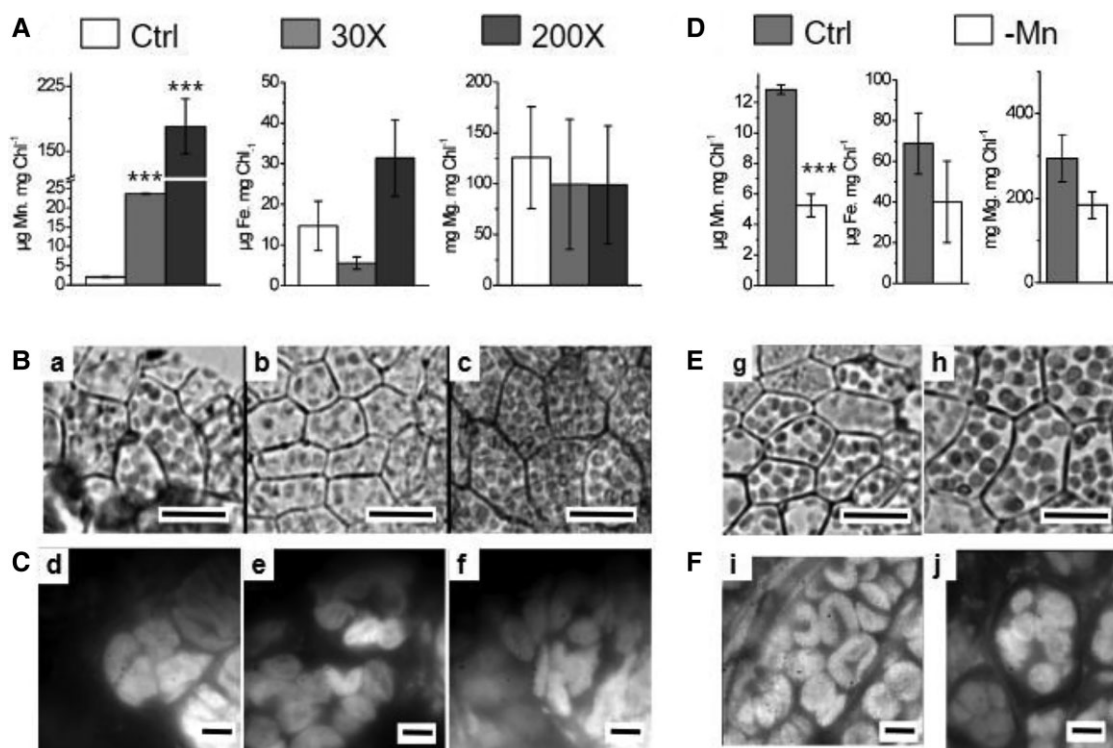 A
Ctrl
30X
200X
225
150
25
20
15
10
5
0
µg Mn. mg Chl-1
***
***
50
40
30
20
10
0
µg Fe. mg Chl-1
200
150
100
50
0
mg Mg. mg Chl-1
D
Ctrl
-Mn
12
10
8
6
4
2
0
µg Mn. mg Chl-1
***
100
80
60
40
20
0
µg Fe. mg Chl-1
400
200
0
mg Mg. mg Chl-1
B
a
b
c
E
g
h
C
d
e
f
F
i
j